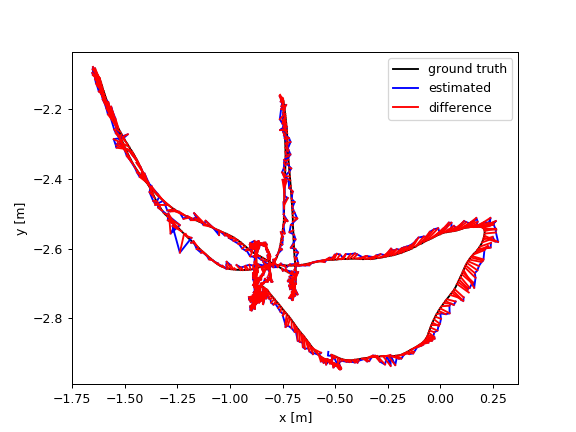 ground truth
estimated
difference
−2.2
−2.4
−2.6
−2.8
y [m]
−1.75 −1.50 −1.25 −1.00 −0.75 −0.50 −0.25 0.00 0.25
x [m]